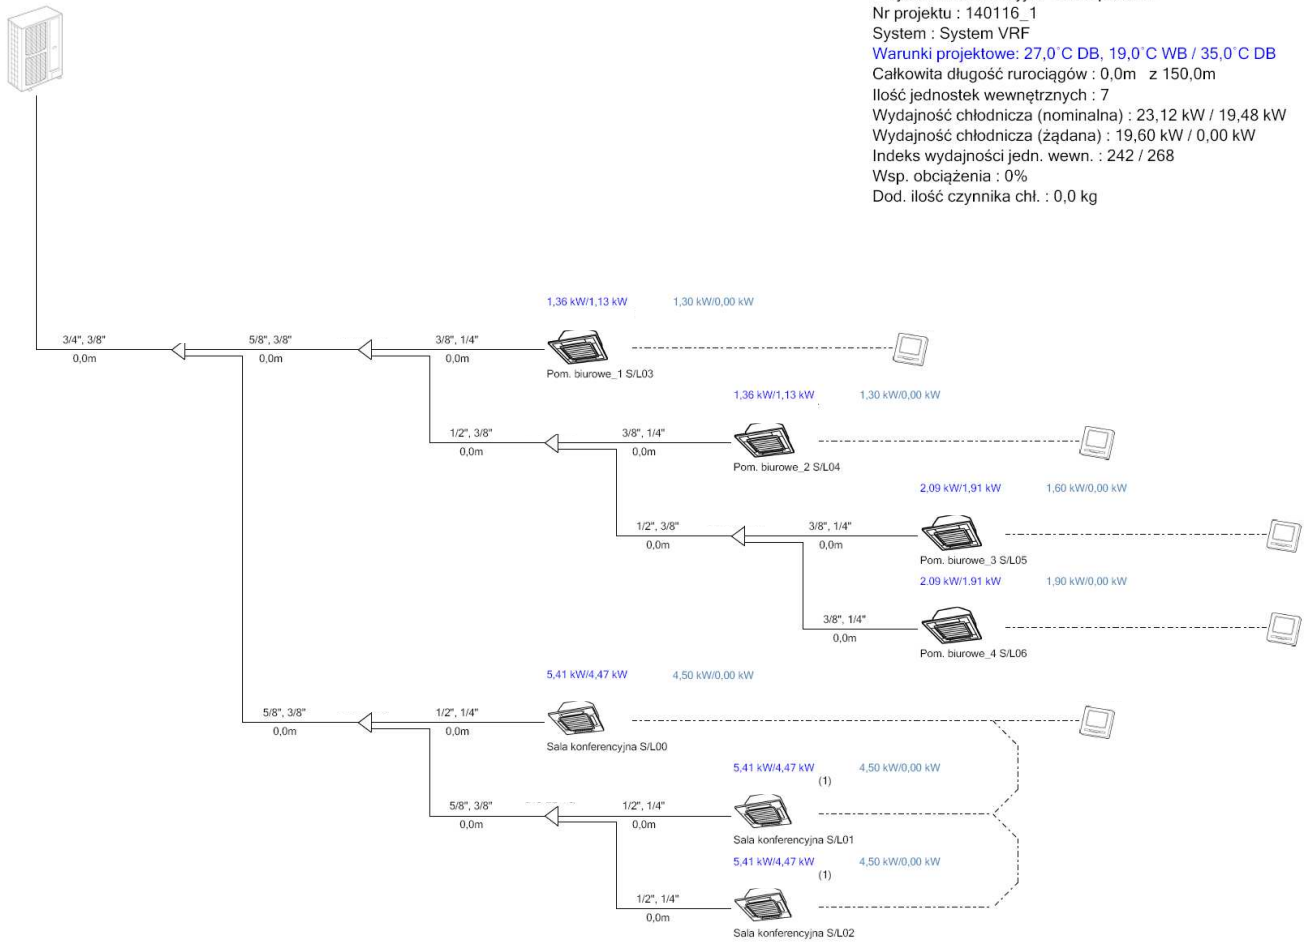 Nr projektu : 140116_1
System : System VRF
Warunki projektowe: 27,0°C DB, 19,0°C WB / 35,0°C DB
Całkowita długość rurociągów : 0,0m z 150,0m
Ilość jednostek wewnętrznych : 7
Wydajność chłodnicza (nominalna) : 23,12 kW / 19,48 kW
Wydajność chłodnicza (żądana) : 19,60 kW / 0,00 kW
Indeks wydajności jedn. wewn. : 242 / 268
Wsp. obciążenia : 0%
Dod. ilość czynnika chł. : 0,0 kg
1,36 kW/1,13 kW 1,30 kW/0,00 kW
3/4", 3/8" 5/8", 3/8" 3/8", 1/4"
0,0m 0,0m 0,0m
Pom. biurowe_1 S/L03
1,36 kW/1,13 kW 1,30 kW/0,00 kW
1/2", 3/8" 3/8", 1/4"
0,0m 0,0m
Pom. biurowe_2 S/L04
2,09 kW/1,91 kW 1,60 kW/0,00 kW
1/2", 3/8" 3/8", 1/4"
0,0m 0,0m
Pom. biurowe_3 S/L05
2.09 kW/1.91 kW 1,90 kW/0,00 kW
3/8", 1/4"
0,0m
Pom. biurowe_4 S/L06
5,41 kW/4,47 kW 4,50 kW/0,00 kW
5/8", 3/8" 1/2", 1/4"
0,0m 0,0m
Sala konferencyjna S/L00
5,41 kW/4,47 kW 4,50 kW/0,00 kW
(1)
5/8", 3/8" 1/2", 1/4"
0,0m 0,0m
Sala konferencyjna S/L01
5,41 kW/4,47 kW 4,50 kW/0,00 kW
(1)
1/2", 1/4"
0,0m
Sala konferencyjna S/L02